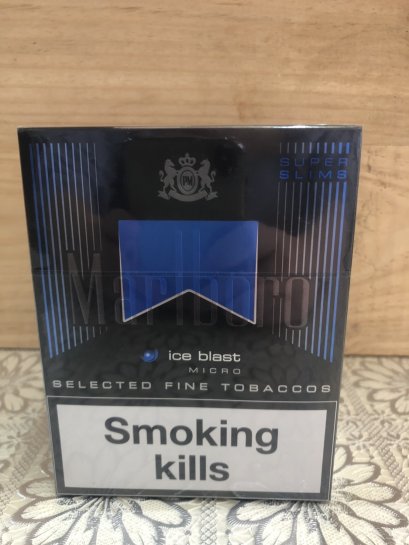 SUPER
SLIMS
PM
Marlboro
ice blast
MICRO
SELECTED FINE TOBACCOS
Smoking
kills